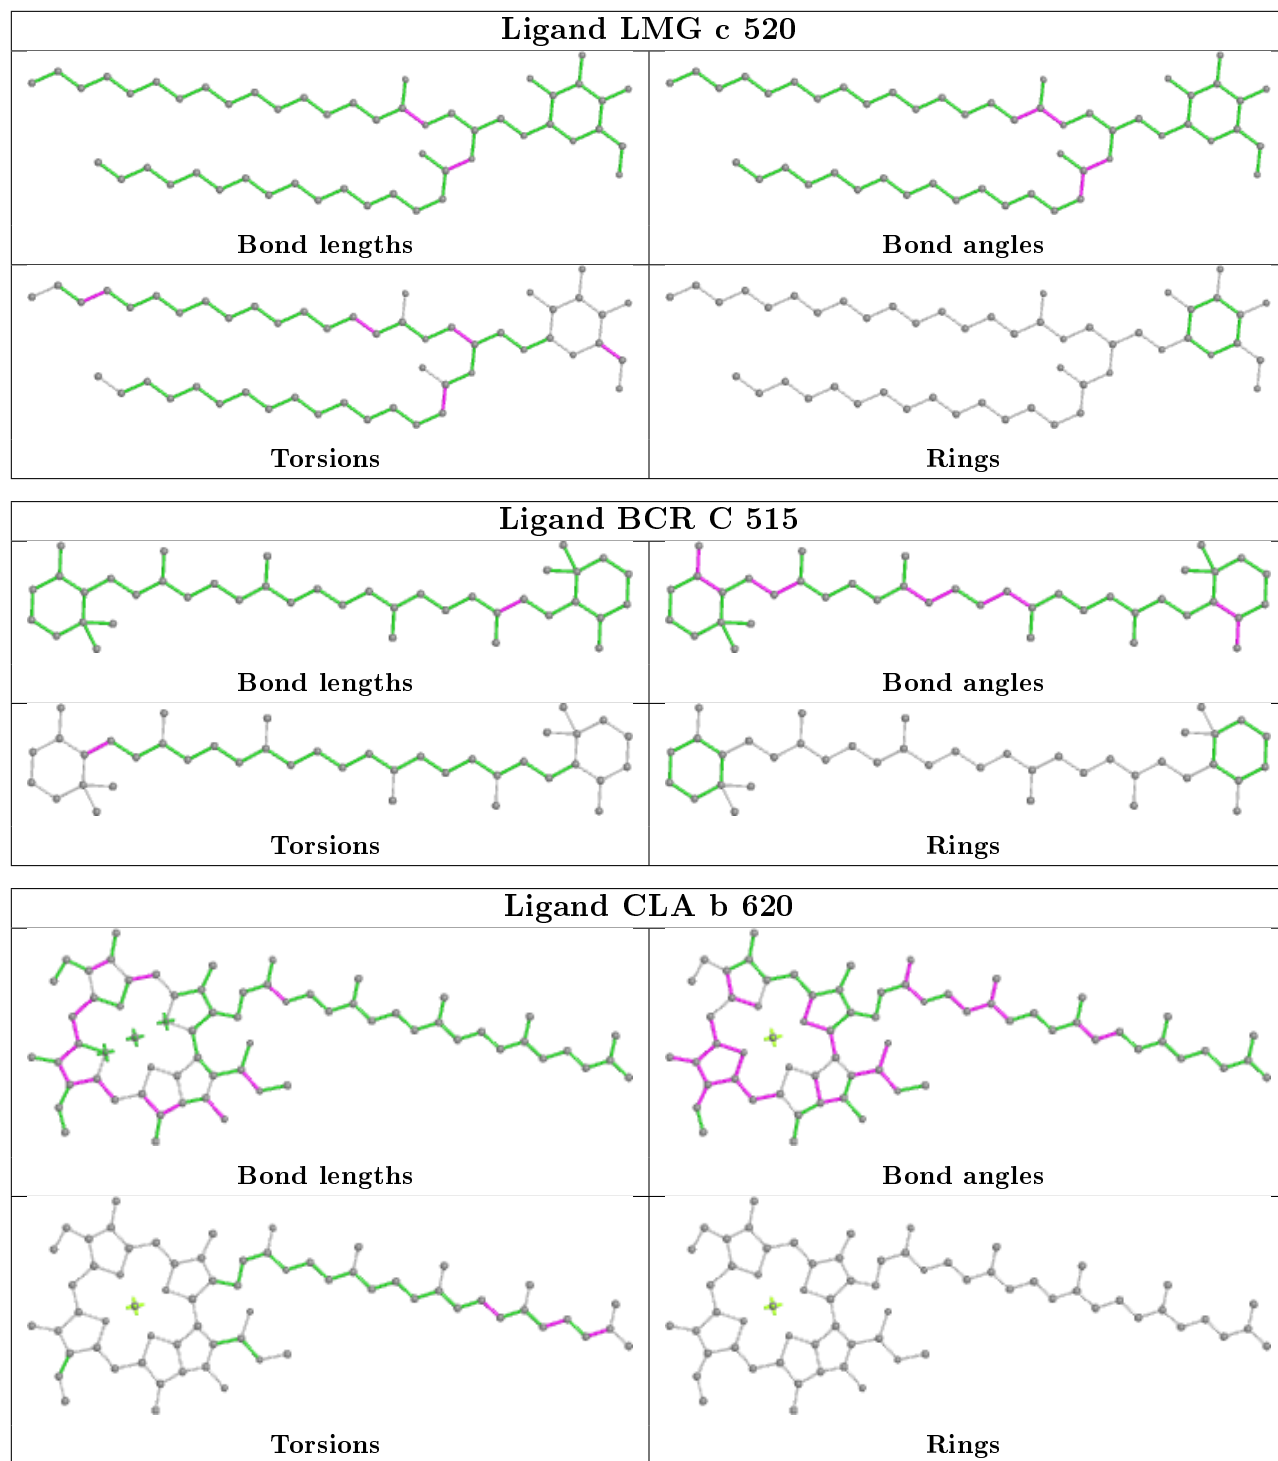 Ligand LMG c 520
Bond lengths
Bond angles
Torsions
Rings
Ligand BCR C 515
Bond lengths
Bond angles
Torsions
Rings
Ligand CLA b 620
Bond lengths
Bond angles
Torsions
Rings